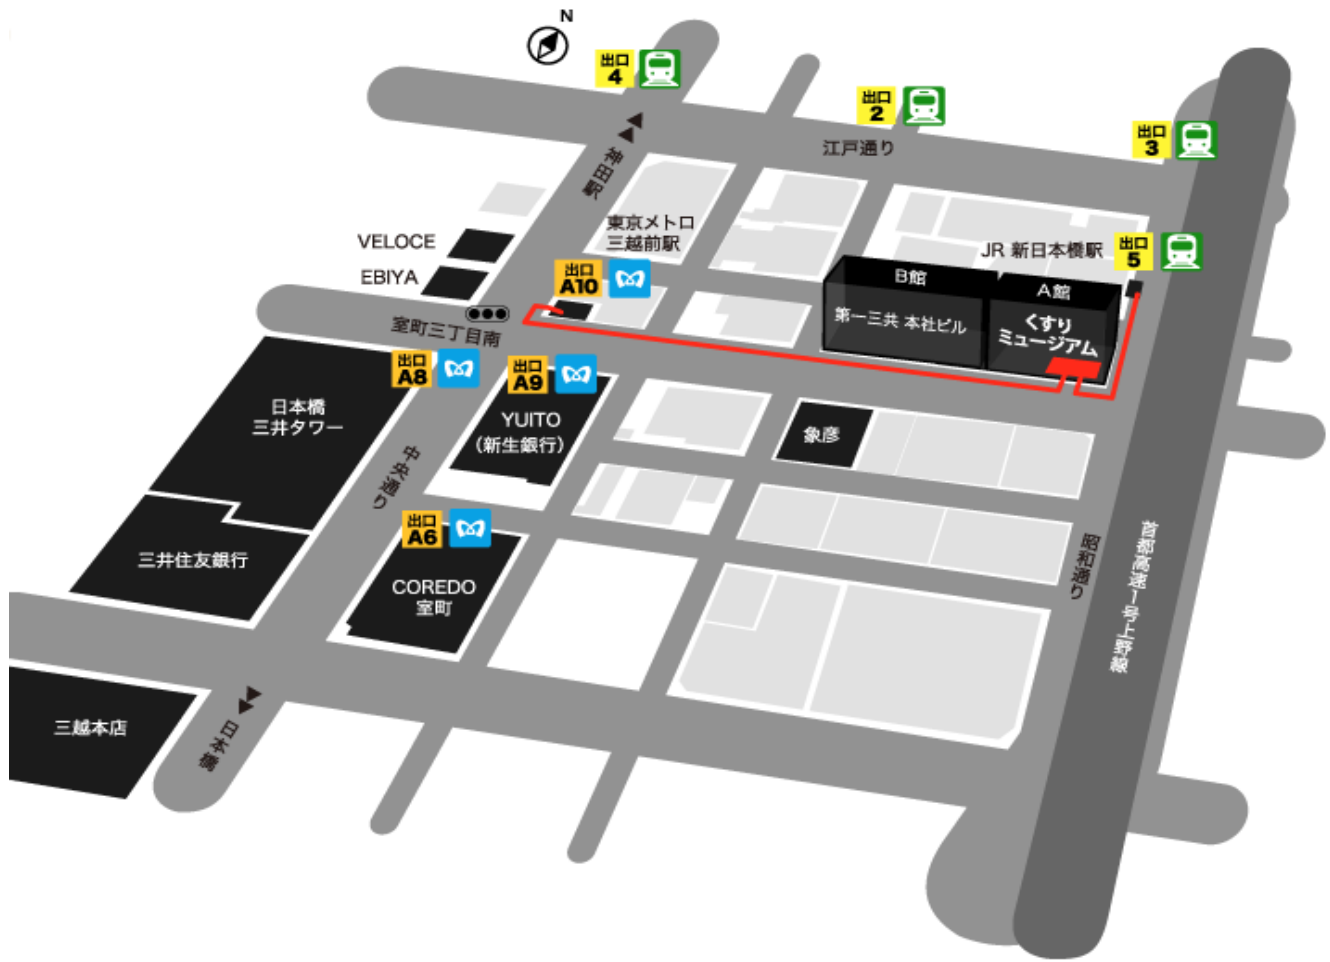 N
出口
4
出口
2
出口
3
江戸通り
神田駅
東京メトロ
三越前駅
VELOCE
EBIYA
出口
A10
JR 新日本橋駅
出口
5
B館
A館
第一三共 本社ビル
くすり
ミュージアム
室町三丁目南
出口
A8
出口
A9
日本橋
三井タワー
YUITO
(新生銀行)
象彦
中央通り
出口
A6
三井住友銀行
COREDO
室町
昭和通り
首都高速1号上野線
三越本店
日本橋